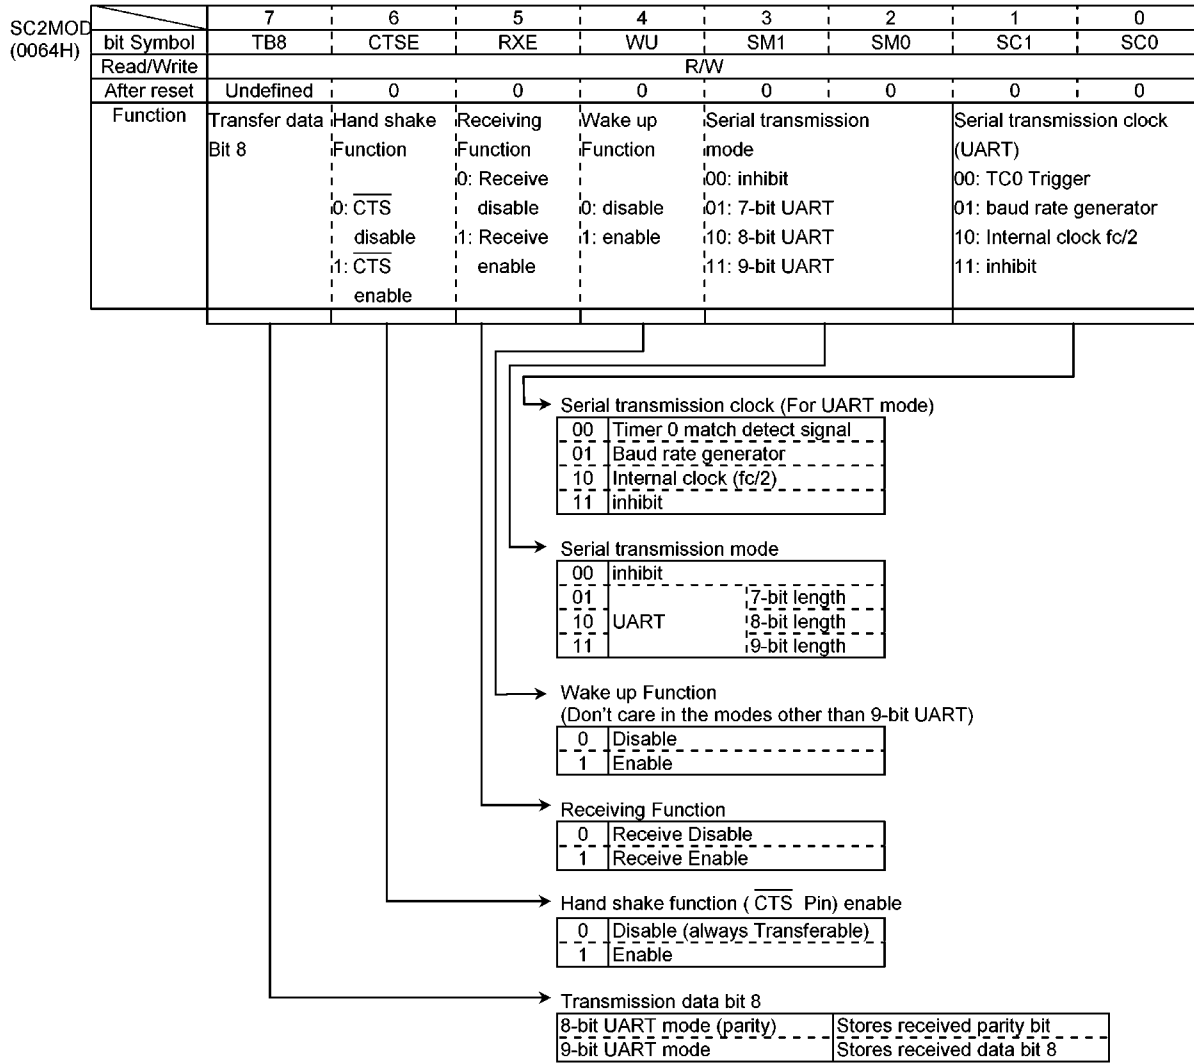 SC2MOD
(0064H)
7 6 5 4 3 2 1 0
bit Symbol TB8 CTSE RXE WU SM1 SM0 SC1 SC0
Read/Write R/W
After reset Undefined 0 0 0 0 0 0 0
Function
Transfer data
Bit 8
Hand shake
Function
0: CTS
disable
1: CTS
enable
Receiving
Function
0: Receive
disable
1: Receive
enable
Wake up
Function
0: disable
1: enable
Serial transmission
mode
00: inhibit
01: 7-bit UART
10: 8-bit UART
11: 9-bit UART
Serial transmission clock
(UART)
00: TC0 Trigger
01: baud rate generator
10: Internal clock fc/2
11: inhibit
Serial transmission clock (For UART mode)
00 Timer 0 match detect signal
01 Baud rate generator
10 Internal clock (fc/2)
11 inhibit
Serial transmission mode
00 inhibit
01 7-bit length
10 UART 8-bit length
11 9-bit length
Wake up Function
(Don't care in the modes other than 9-bit UART)
0 Disable
1 Enable
Receiving Function
0 Receive Disable
1 Receive Enable
Hand shake function ( CTS Pin) enable
0 Disable (always Transferable)
1 Enable
Transmission data bit 8
8-bit UART mode (parity) Stores received parity bit
9-bit UART mode Stores received data bit 8